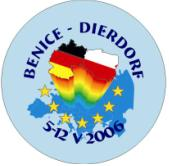 BENICE - DIERDORF
5-12 V 2006